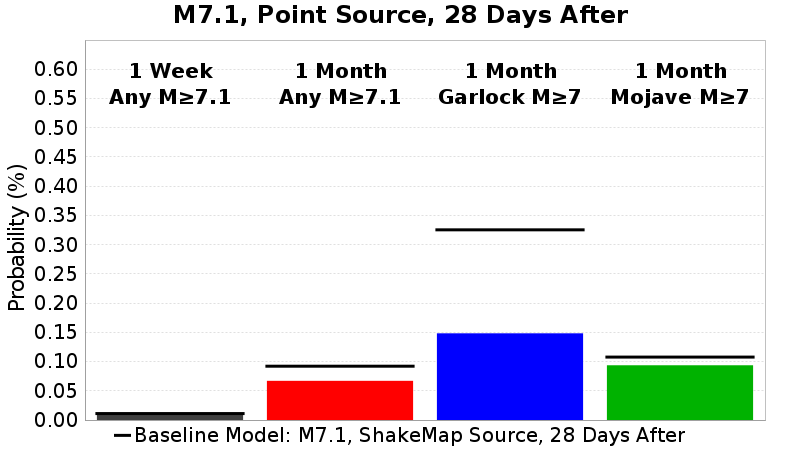 M7.1, Point Source, 28 Days After
Probability (%)
0.60
0.55
0.50
0.45
0.40
0.35
0.30
0.25
0.20
0.15
0.10
0.05
0.00
1 Week
Any M≥7.1
1 Month
Any M≥7.1
1 Month
Garlock M≥7
1 Month
Mojave M≥7
Baseline Model: M7.1, ShakeMap Source, 28 Days After